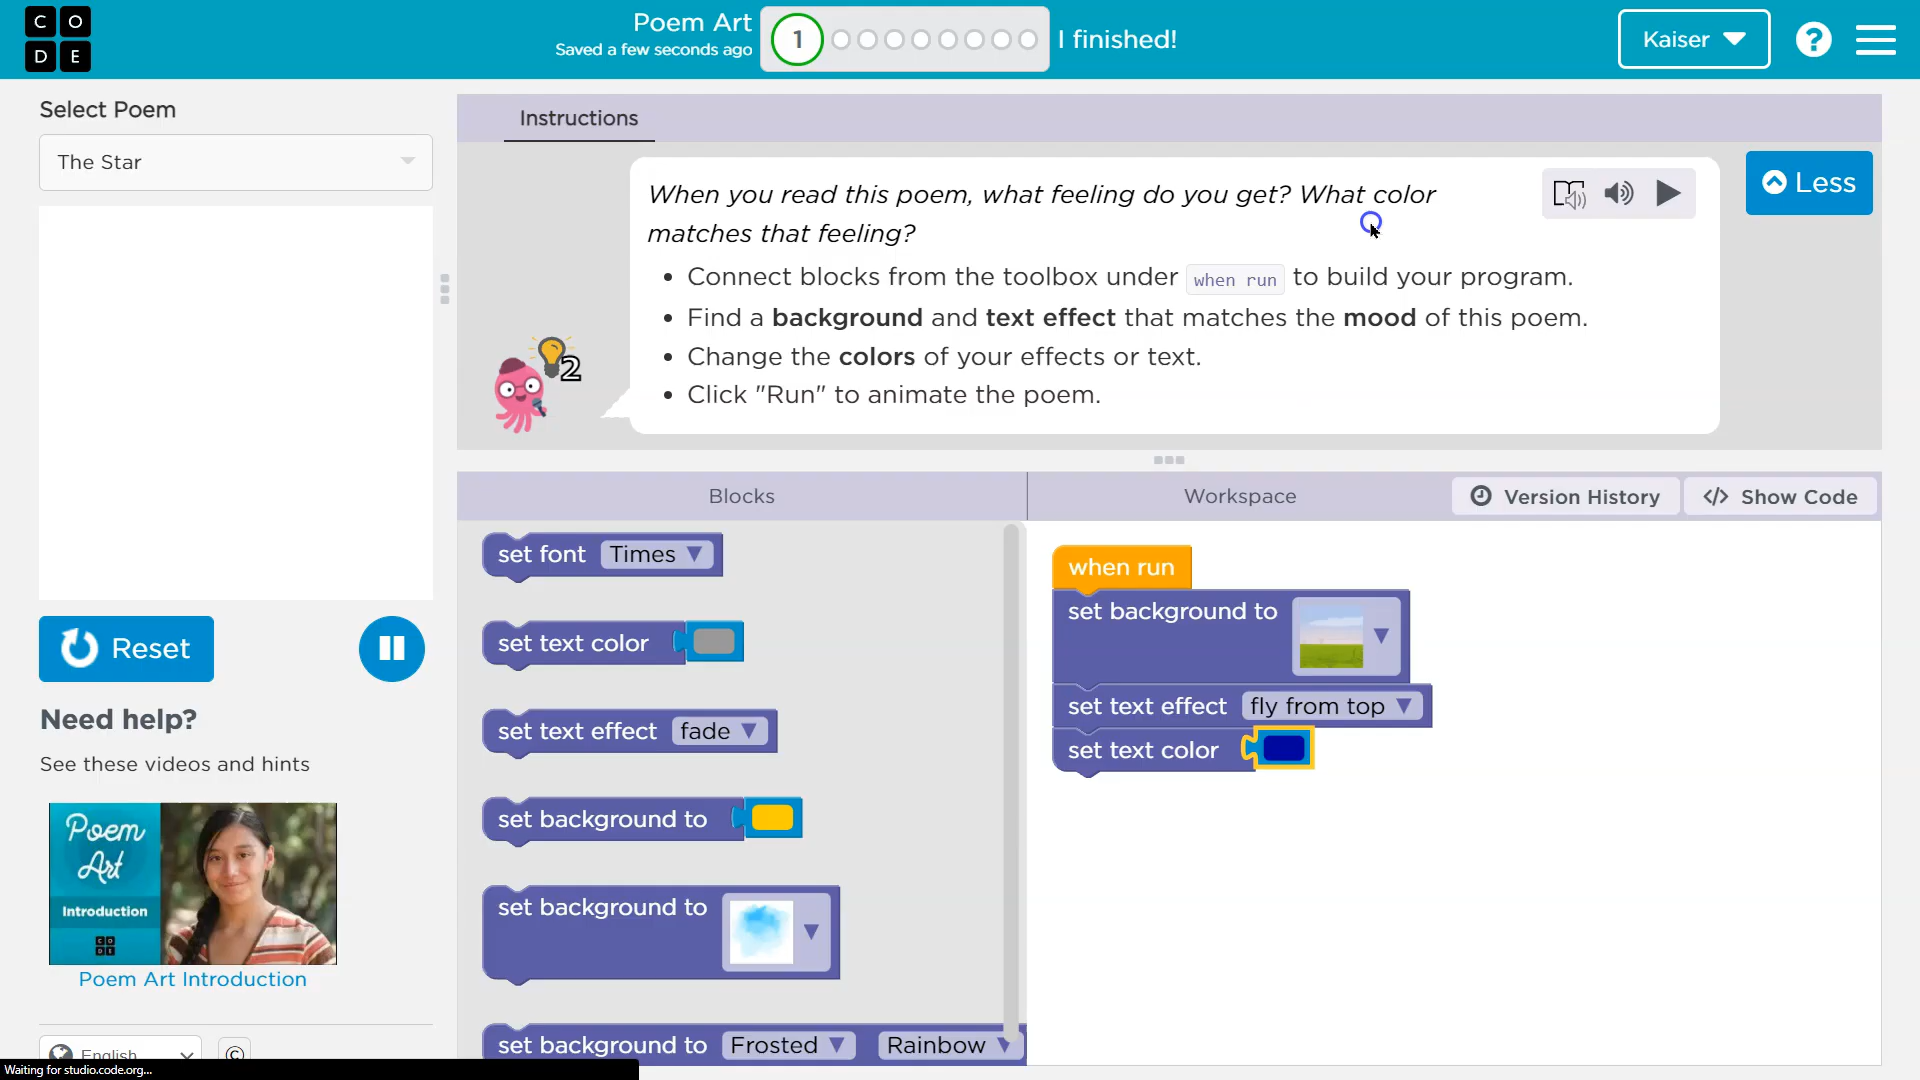 C O
D E
Poem Art
Saved a few seconds ago
1
I finished!
Kaiser
?
Select Poem
The Star
Instructions
When you read this poem, what feeling do you get? What color
matches that feeling?
• Connect blocks from the toolbox under when run to build your program.
• Find a background and text effect that matches the mood of this poem.
• Change the colors of your effects or text.
• Click "Run" to animate the poem.
Less
2
Blocks
Workspace
Version History
</> Show Code
set font Times
set text color
set text effect fade
set background to
set background to
set background to Frosted Rainbow
when run
set background to
set text effect fly from top
set text color
Reset
Need help?
See these videos and hints
Poem
Art
Introduction
C O
D E
Poem Art Introduction
English
©
Waiting for studio.code.org...